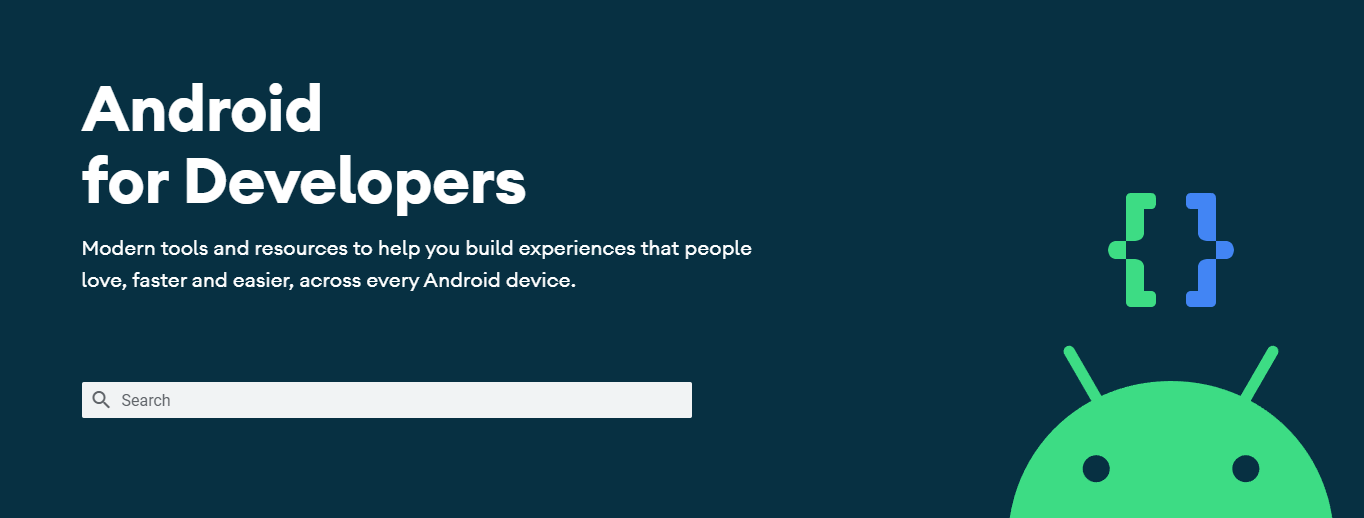 Android
for Developers
Modern tools and resources to help you build experiences that people
love, faster and easier, across every Android device.
Search